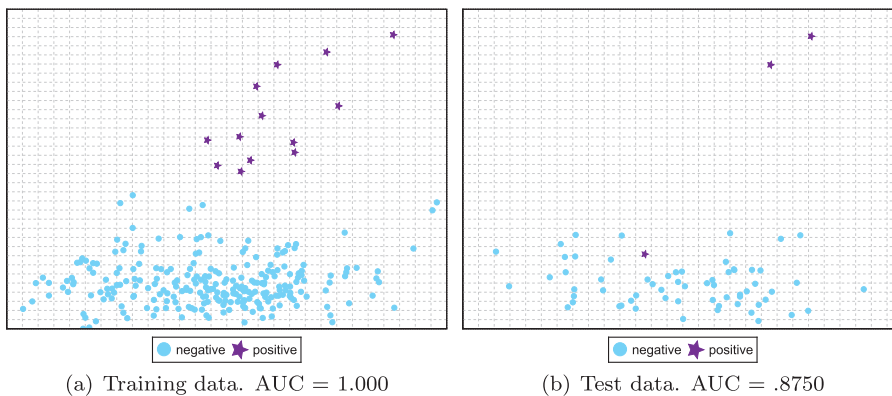 negative positive
negative positive
(a) Training data. AUC = 1.000
(b) Test data. AUC = .8750